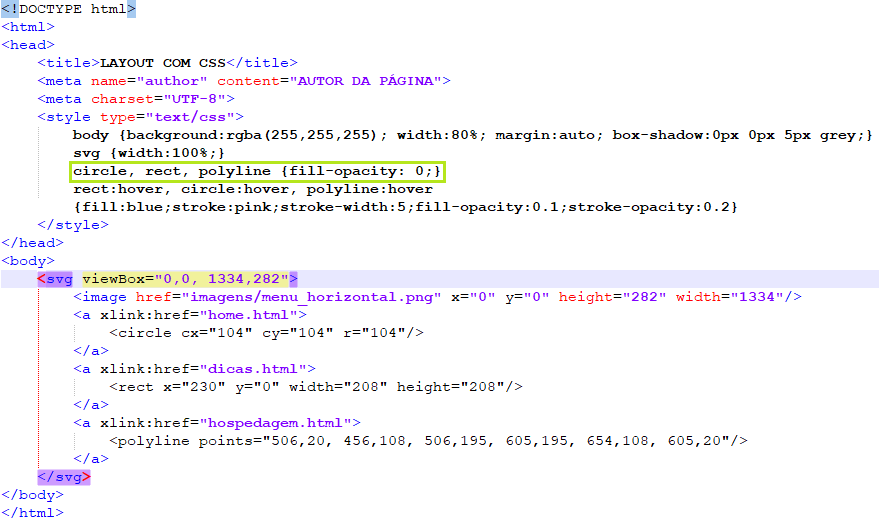 <!DOCTYPE html>
<html>
<head>
<title>LAYOUT COM CSS</title>
<meta name="author" content="AUTOR DA PÁGINA">
<meta charset="UTF-8">
<style type="text/css">
body {background:rgba(255,255,255); width:80%; margin:auto; box-shadow:0px 0px 5px grey;}
svg {width:100%;}
circle, rect, polyline {fill-opacity: 0;}
rect:hover, circle:hover, polyline:hover
{fill:blue;stroke:pink;stroke-width:5;fill-opacity:0.1;stroke-opacity:0.2}
</style>
</head>
<body>
<svg viewBox="0,0, 1334,282">
<image href="imagens/menu_horizontal.png" x="0" y="0" height="282" width="1334"/>
<a xlink:href="home.html">
<circle cx="104" cy="104" r="104"/>
</a>
<a xlink:href="dicas.html">
<rect x="230" y="0" width="208" height="208"/>
</a>
<a xlink:href="hospedagem.html">
<polyline points="506,20, 456,108, 506,195, 605,195, 654,108, 605,20"/>
</a>
</svg>
</body>
</html>